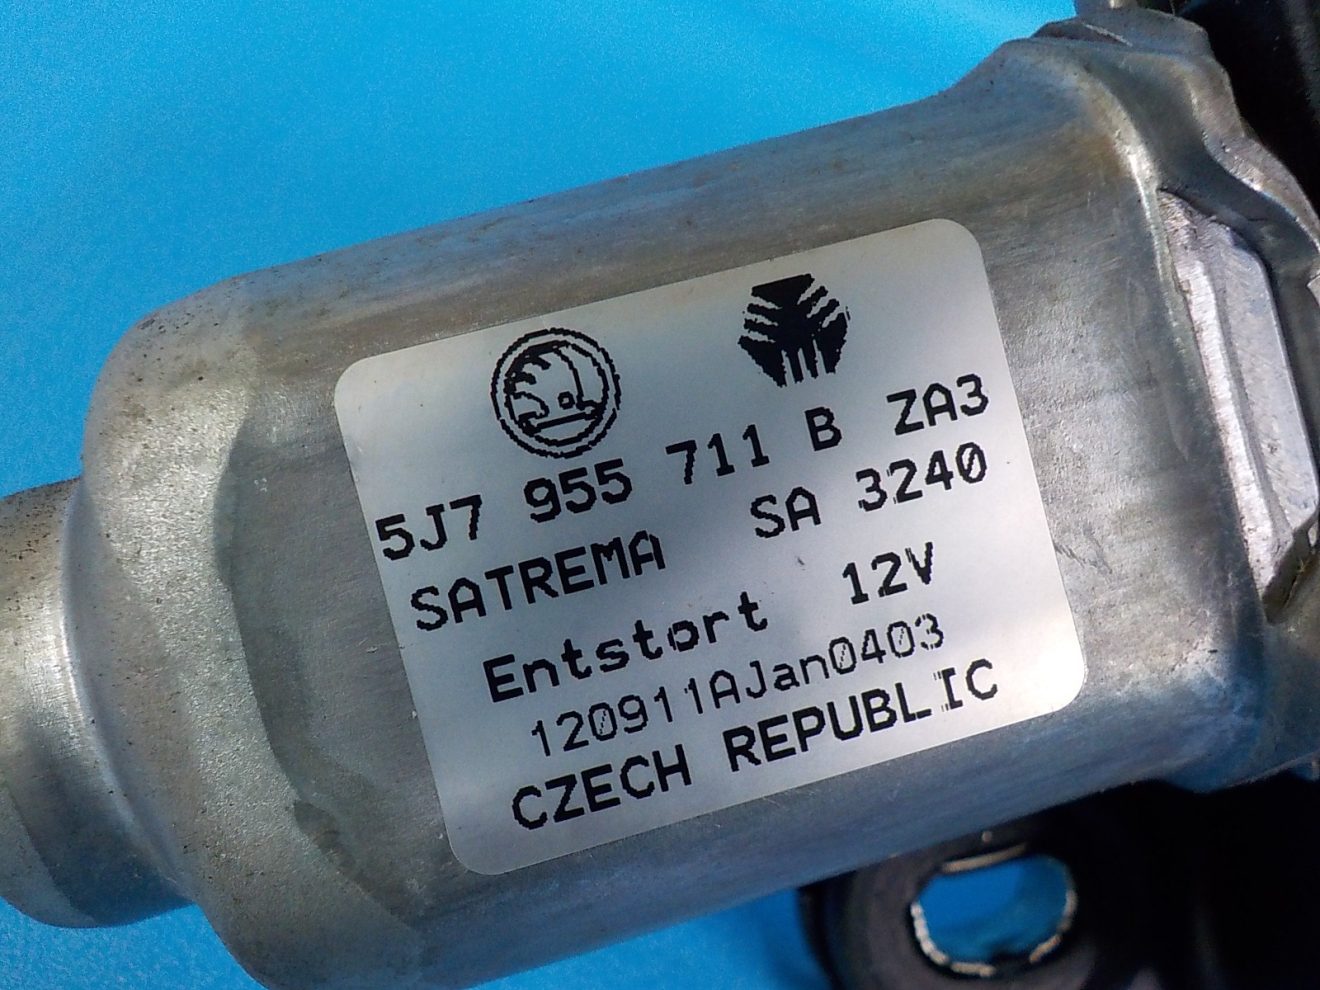 5J7 955 711 B ZA3
SATREMA SA 3240
Entstort 12V
120911AJan0403
CZECH REPUBLIC